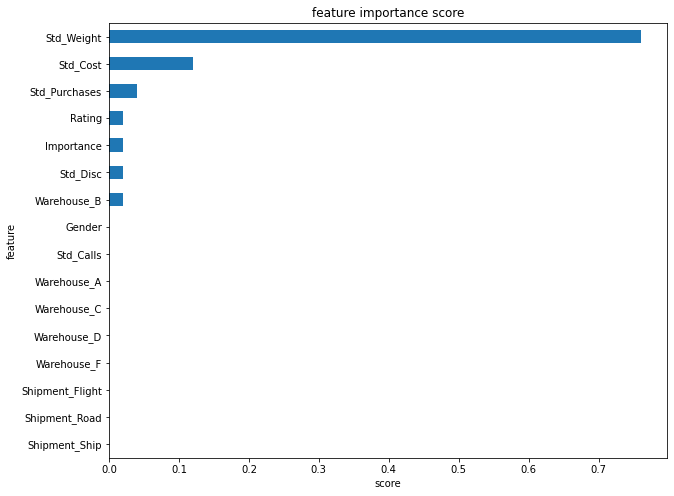 feature importance score
Std_Weight
Std_Cost
Std_Purchases
Rating
Importance
Std_Disc
Warehouse_B
Gender
Std_Calls
Warehouse_A
Warehouse_C
Warehouse_D
Warehouse_F
Shipment_Flight
Shipment_Road
Shipment_Ship
feature
0.0 0.1 0.2 0.3 0.4 0.5 0.6 0.7
score